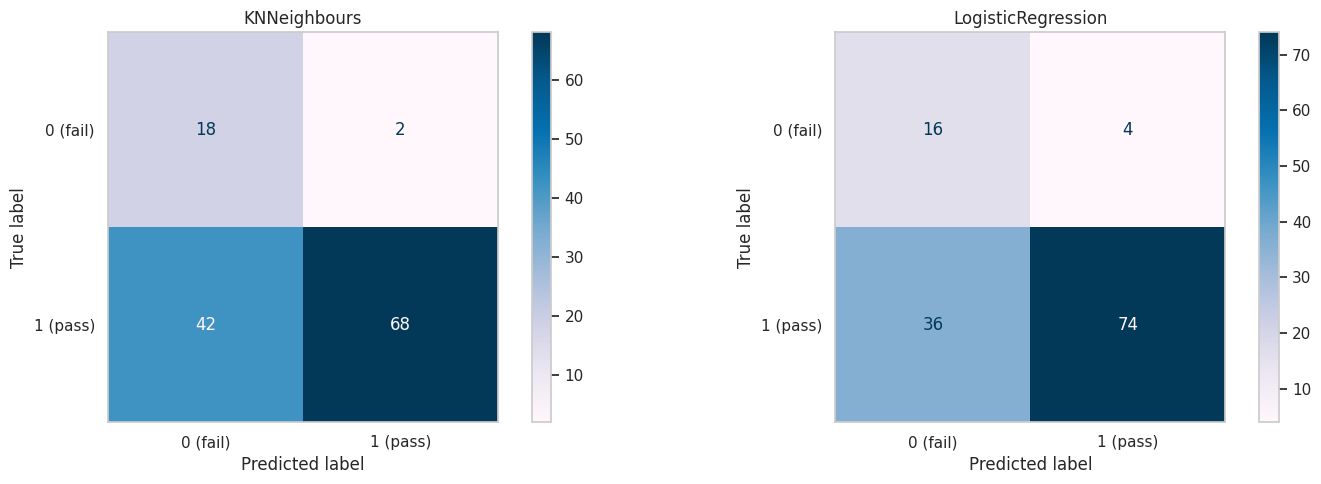 KNNeighbours
True label
0 (fail)
1 (pass)
18
2
42
68
0 (fail)
1 (pass)
Predicted label
60
50
40
30
20
10
LogisticRegression
True label
0 (fail)
1 (pass)
16
4
36
74
0 (fail)
1 (pass)
Predicted label
70
60
50
40
30
20
10